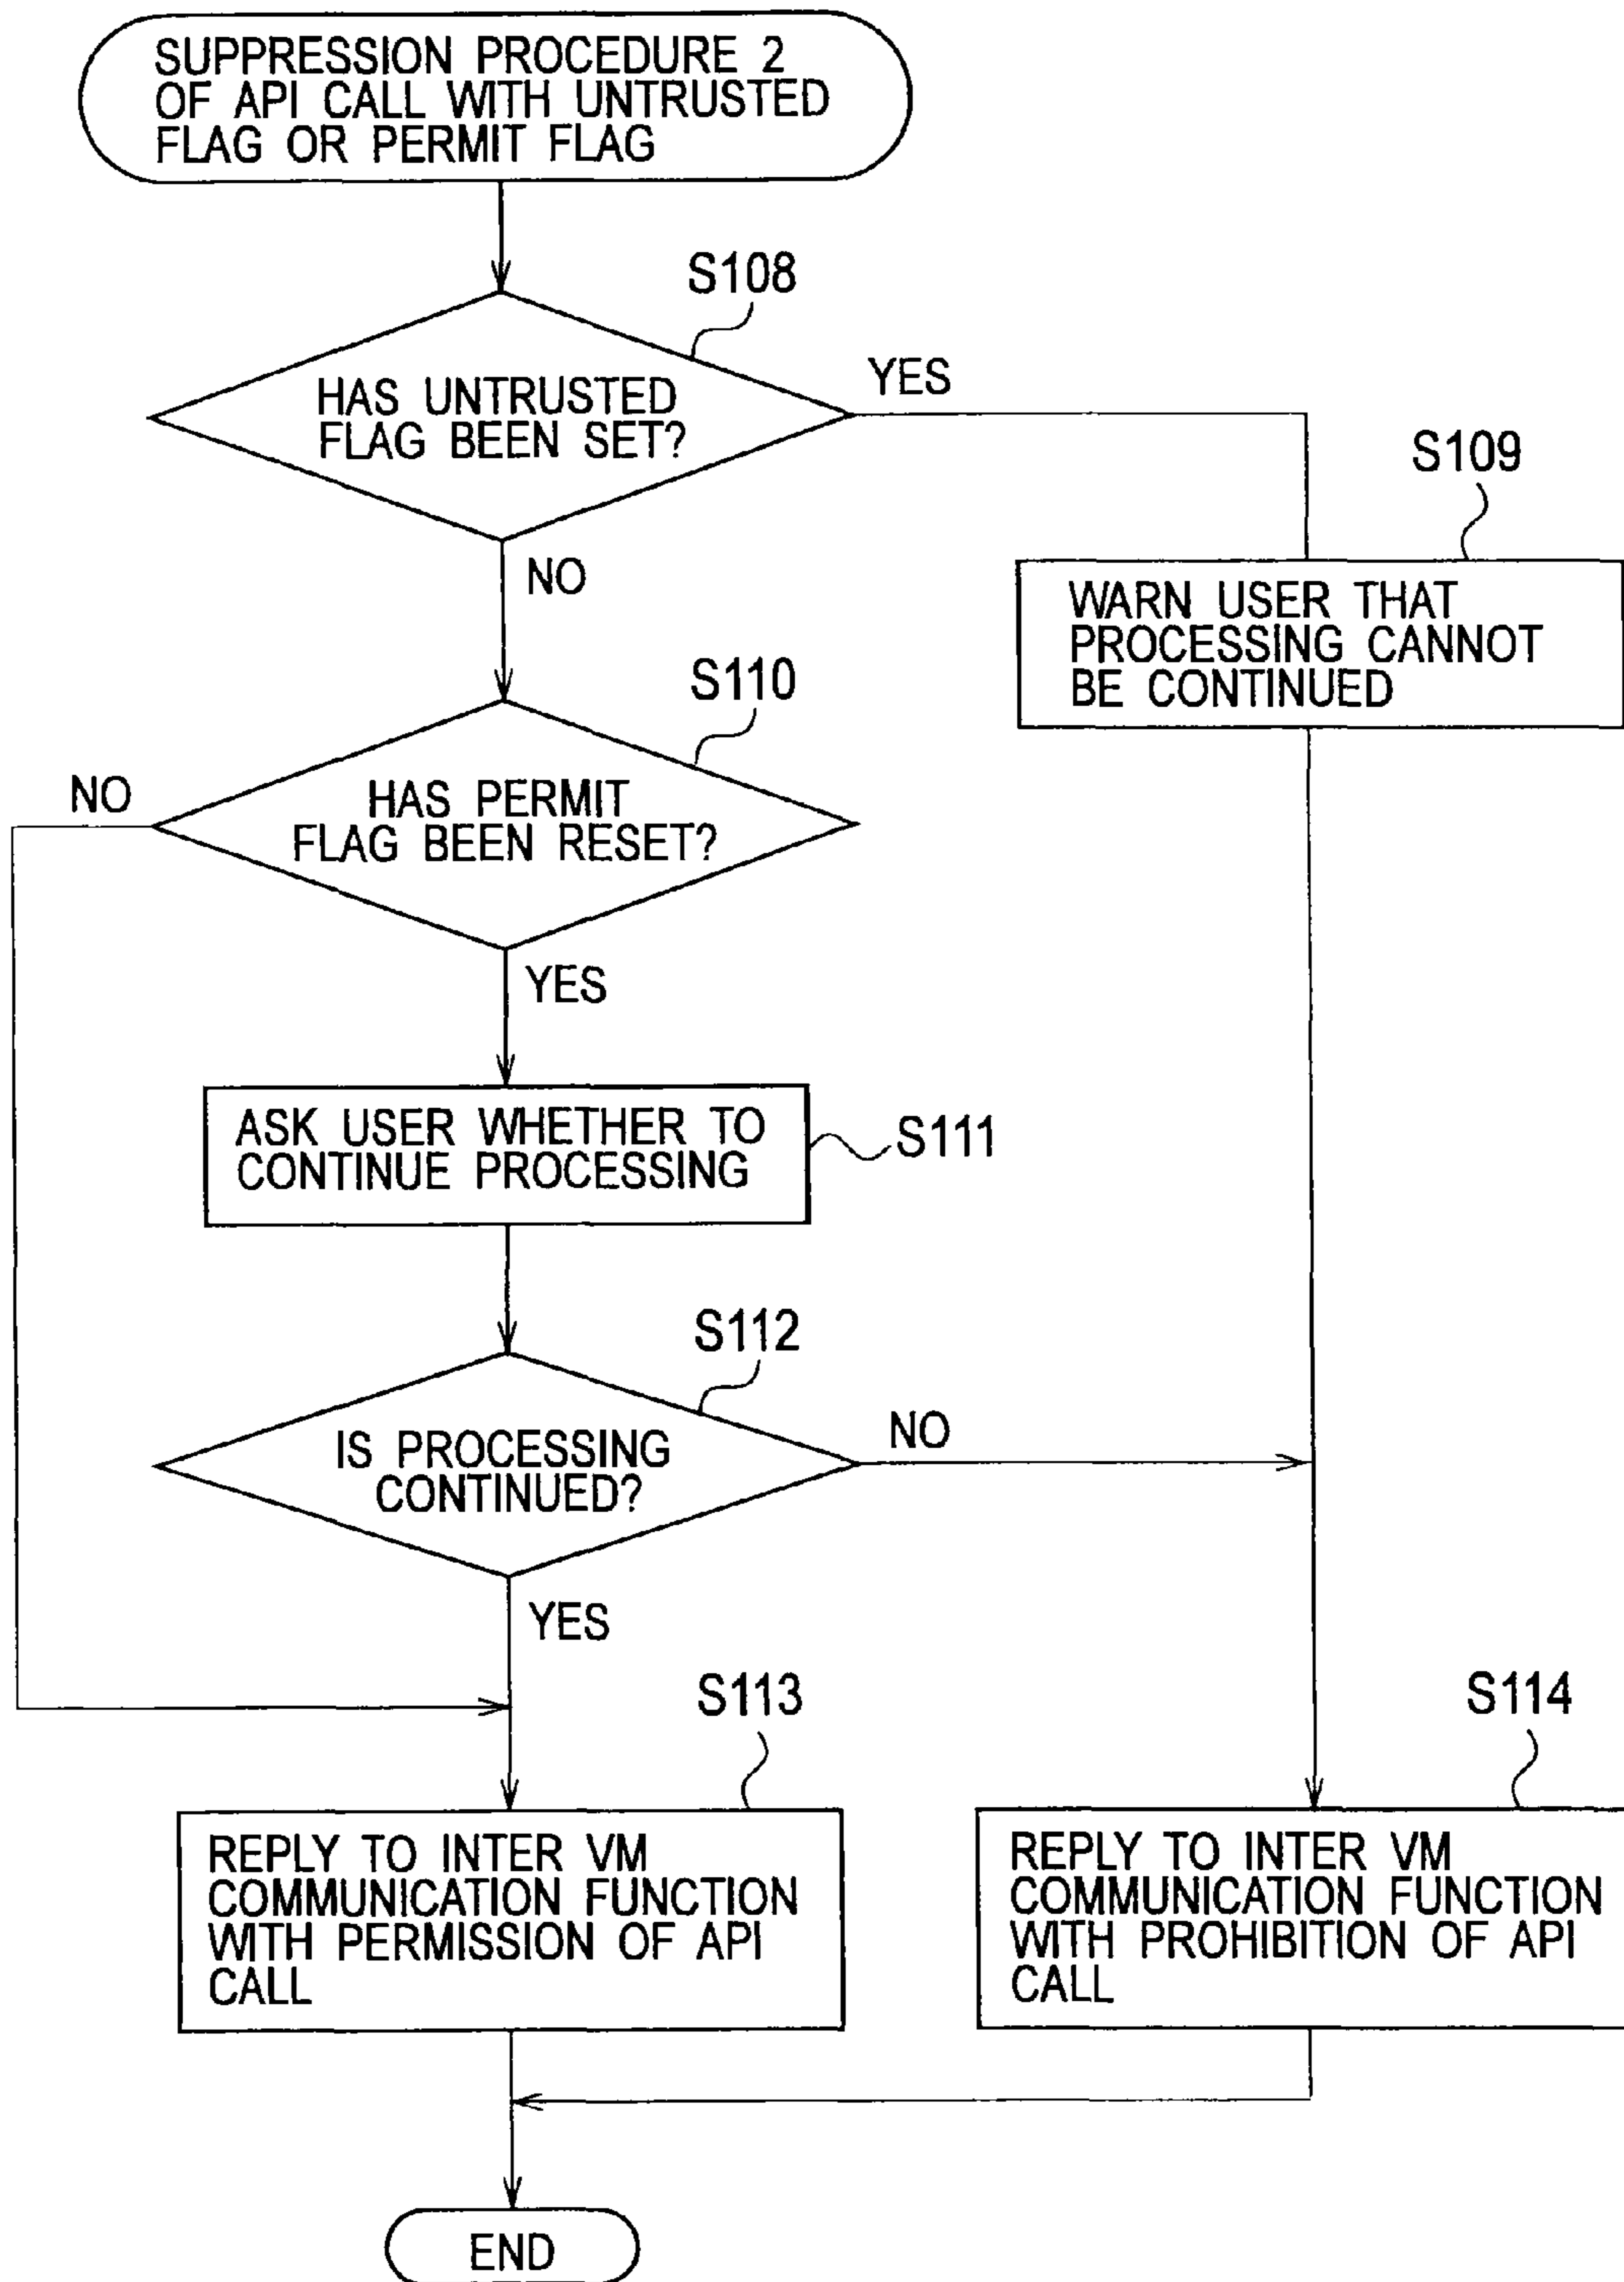 SUPPRESSION PROCEDURE 2
OF API CALL WITH UNTRUSTED
FLAG OR PERMIT FLAG
S108
HAS UNTRUSTED
FLAG BEEN SET?
YES
NO
S109
WARN USER THAT
PROCESSING CANNOT
BE CONTINUED
S110
HAS PERMIT
FLAG BEEN RESET?
NO
YES
ASK USER WHETHER TO
CONTINUE PROCESSING
S111
S112
IS PROCESSING
CONTINUED?
NO
YES
S113
REPLY TO INTER VM
COMMUNICATION FUNCTION
WITH PERMISSION OF API
CALL
S114
REPLY TO INTER VM
COMMUNICATION FUNCTION
WITH PROHIBITION OF API
CALL
END